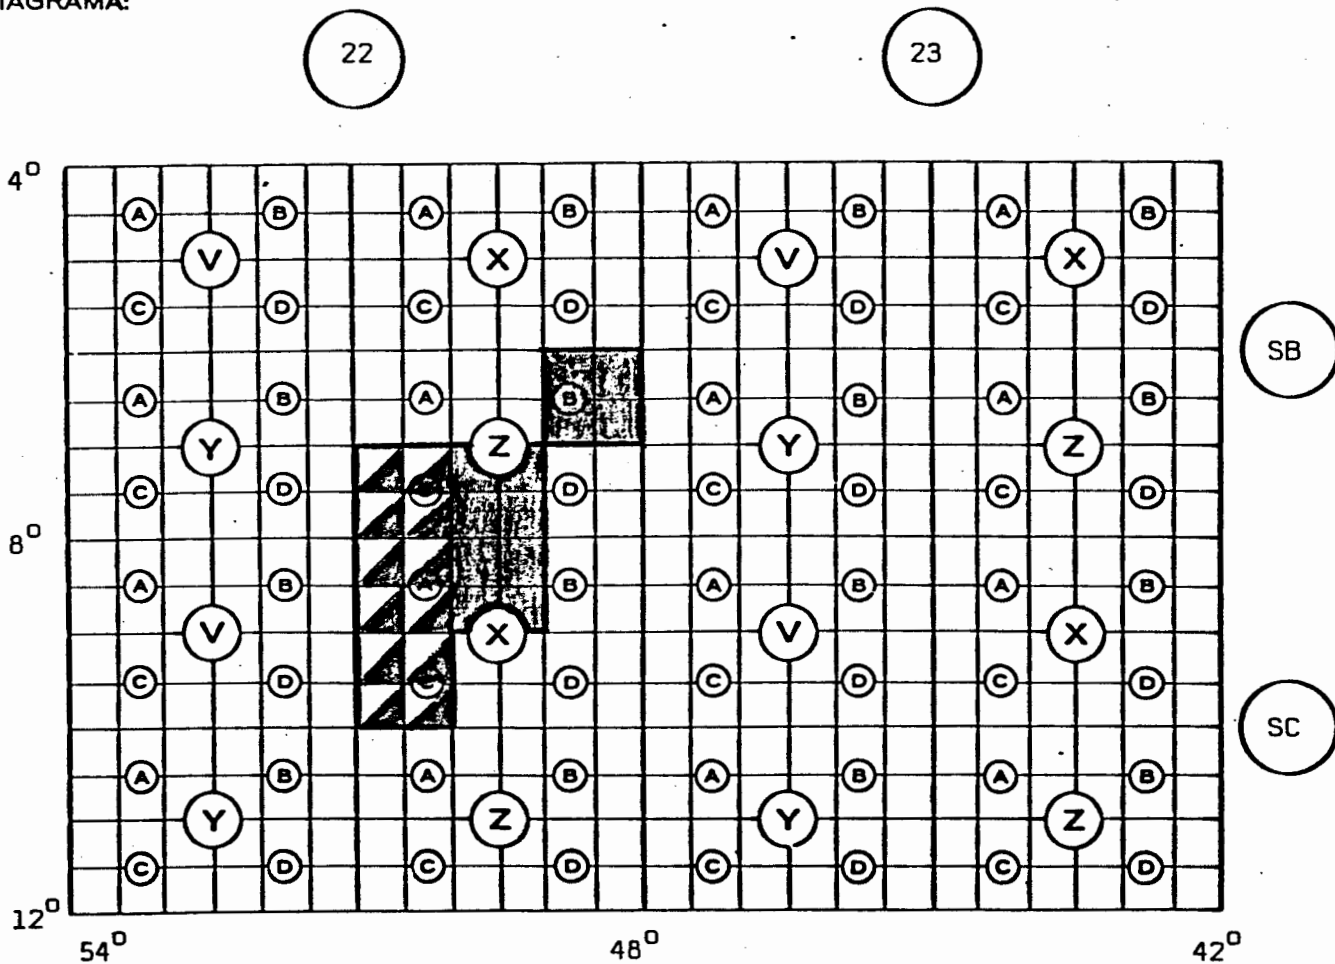 IAGRAMA:
22 23
4°
A B A B A B A B
V X V X
C D C D C D C D
SB
A B A B A B A B
Y Z Y Z
C D D C D C D
8°
A B A B A B A B
V X V X
C D C D C D C D
SC
A B A B A B A B
Y Z Y Z
C D C D C D C D
12°
54° 48° 42°